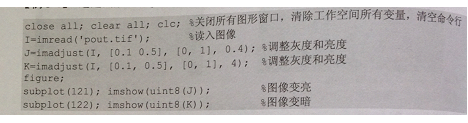 close all; clear all; clc; %关闭所有图形窗口，清除工作空间所有变量，清空命令行
I=imread('pout.tif'); %读入图像
J=imadjust(I, [0.1 0.5], [0, 1], 0.4); %调整灰度和亮度
K=imadjust(I, [0.1, 0.5], [0, 1], 4); %调整灰度和亮度
figure;
subplot(121); imshow(uint8(J)); %图像变亮
subplot(122); imshow(uint8(K)); %图像变暗